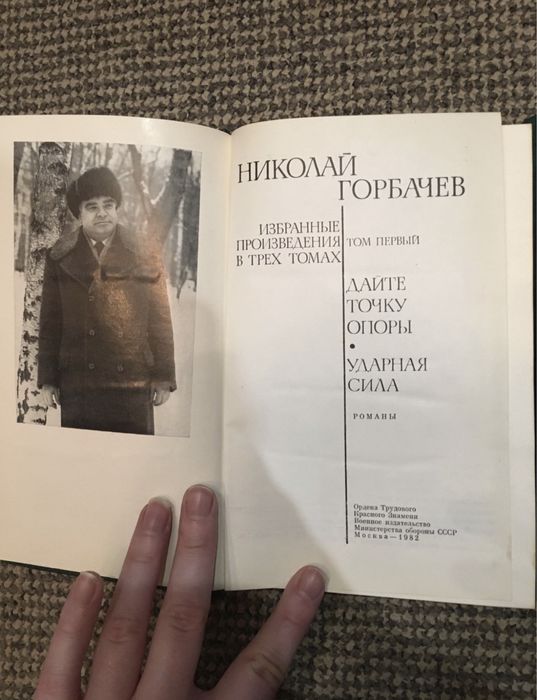 НИКОЛАЙ
ГОРБАЧЕВ
ИЗБРАННЫЕ
ПРОИЗВЕДЕНИЯ
В ТРЕХ ТОМАХ
ТОМ ПЕРВЫЙ
ДАЙТЕ
ТОЧКУ
ОПОРЫ
•
УДАРНАЯ
СИЛА
РОМАНЫ
Ордена Трудового
Красного Знамени
Военное издательство
Министерства обороны СССР
Москва — 1982